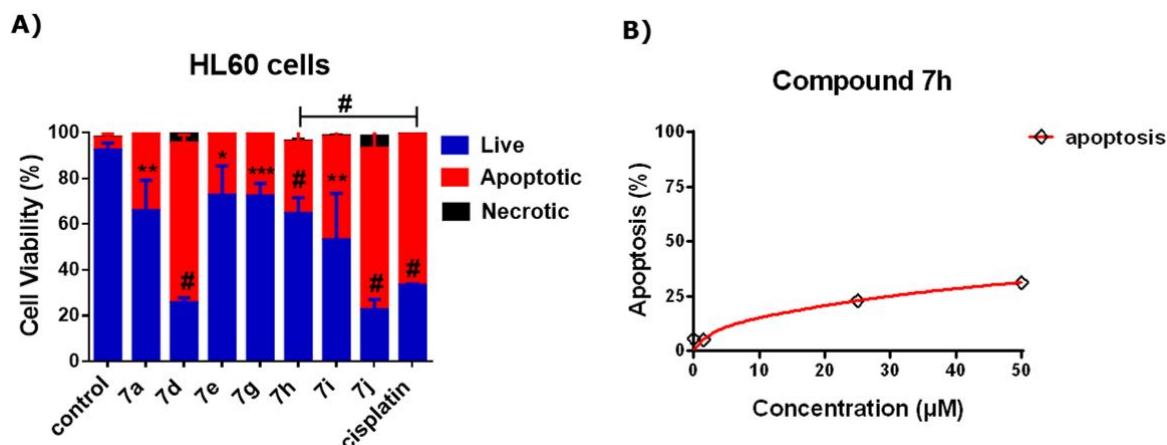 A)
HL60 cells
#
100
80
60
40
20
0
Cell Viability (%)
**
#
*
***
#
**
#
#
control
7a
7d
7e
7g
7h
7i
7j
cisplatin
Live
Apoptotic
Necrotic
B)
Compound 7h
100
75
50
25
0
Apoptosis (%)
0 10 20 30 40 50
Concentration (µM)
apoptosis